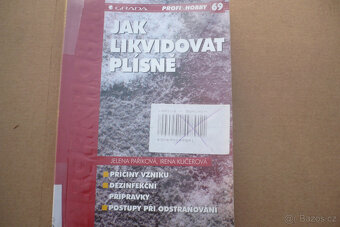 GRADA PROFI HOBBY 69
JAK
LIKVIDOVAT
PLÍSNĚ
JELENA PAŘÍKOVÁ, IRENA KUČEROVÁ
PŘÍČINY VZNIKU
DEZINFEKČNÍ
PŘÍPRAVKY
POSTUPY PŘI ODSTRAŇOVÁNÍ
Bazos.cz